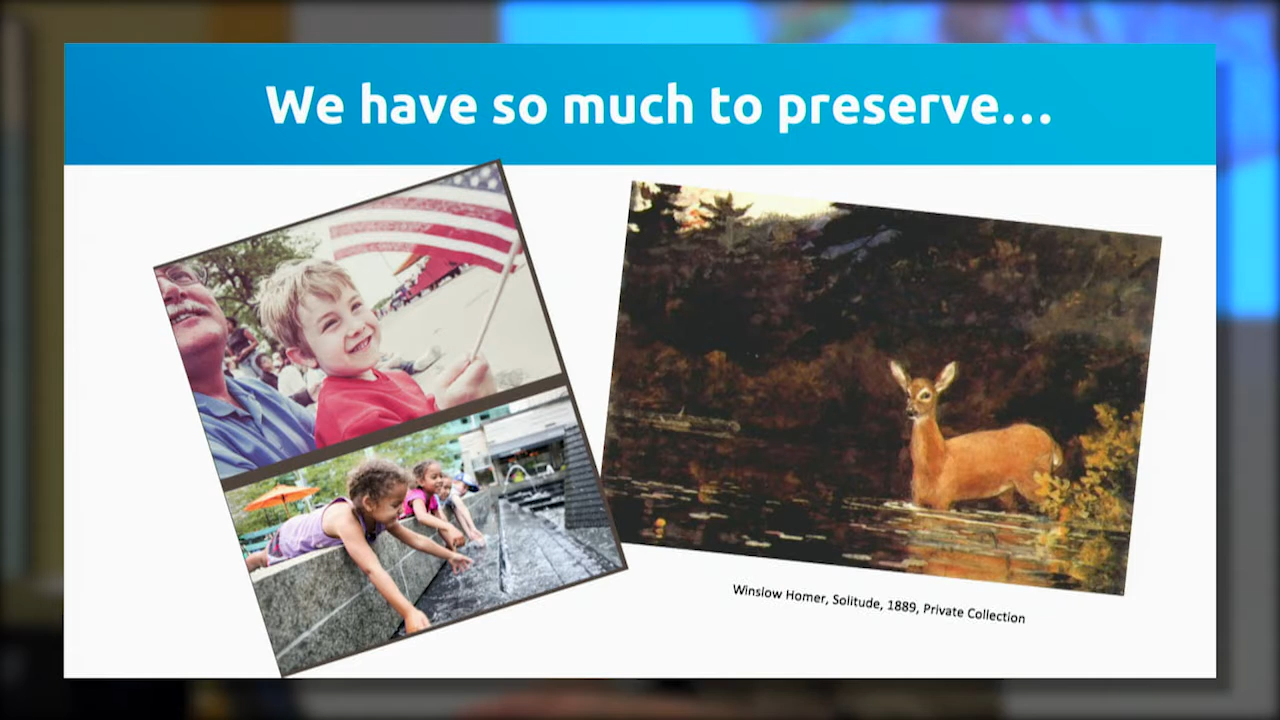 We have so much to preserve...
Winslow Homer, Solitude, 1889, Private Collection